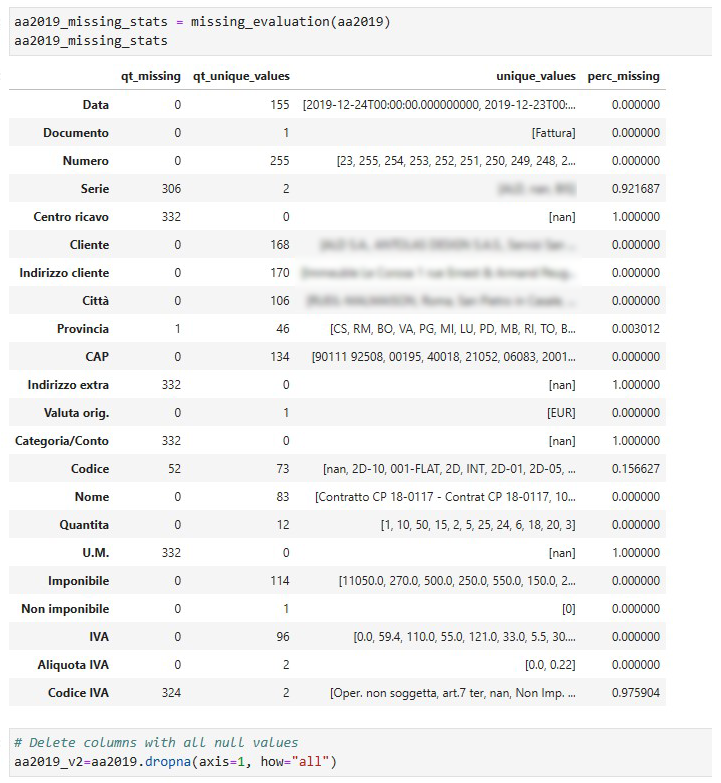 aa2019_missing_stats = missing_evaluation(aa2019)
aa2019_missing_stats
qt_missing qt_unique_values unique_values perc_missing
Data 0 155 [2019-12-24T00:00:00.000000000, 2019-12-23T00:... 0.000000
Documento 0 1 [Fattura] 0.000000
Numero 0 255 [23, 255, 254, 253, 252, 251, 250, 249, 248, 2... 0.000000
Serie 306 2 0.921687
Centro ricavo 332 0 [nan] 1.000000
Cliente 0 168 0.000000
Indirizzo cliente 0 170 0.000000
Città 0 106 0.000000
Provincia 1 46 [CS, RM, BO, VA, PG, MI, LU, PD, MB, RI, TO, B... 0.003012
CAP 0 134 [90111 92508, 00195, 40018, 21052, 06083, 2001... 0.000000
Indirizzo extra 332 0 [nan] 1.000000
Valuta orig. 0 1 [EUR] 0.000000
Categoria/Conto 332 0 [nan] 1.000000
Codice 52 73 [nan, 2D-10, 001-FLAT, 2D, INT, 2D-01, 2D-05, ... 0.156627
Nome 0 83 [Contratto CP 18-0117 - Contrat CP 18-0117, 10... 0.000000
Quantita 0 12 [1, 10, 50, 15, 2, 5, 25, 24, 6, 18, 20, 3] 0.000000
U.M. 332 0 [nan] 1.000000
Imponibile 0 114 [11050.0, 270.0, 500.0, 250.0, 550.0, 150.0, 2... 0.000000
Non imponibile 0 1 [0] 0.000000
IVA 0 96 [0.0, 59.4, 110.0, 55.0, 121.0, 33.0, 5.5, 30.... 0.000000
Aliquota IVA 0 2 [0.0, 0.22] 0.000000
Codice IVA 324 2 [Oper. non soggetta, art.7 ter, nan, Non Imp. ... 0.975904
# Delete columns with all null values
aa2019_v2=aa2019.dropna(axis=1, how="all")